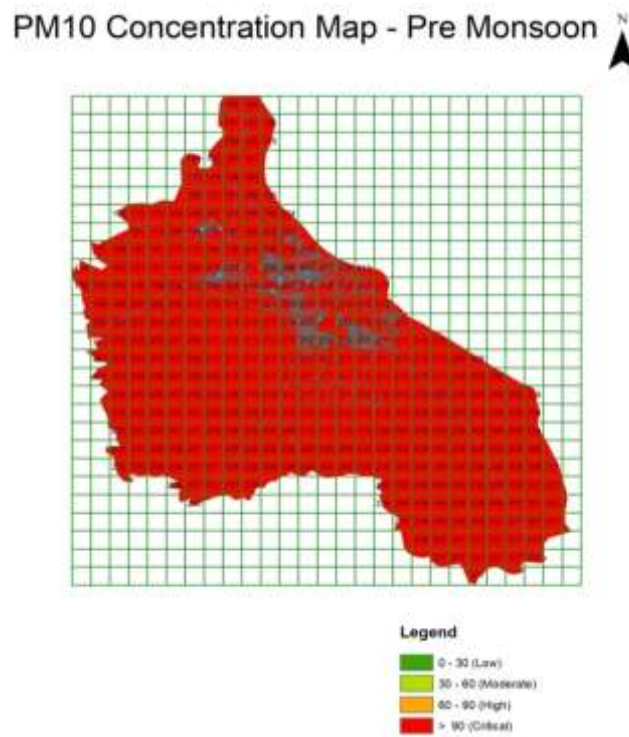 PM10 Concentration Map - Pre Monsoon
N
Legend
0 - 30 (Low)
30 - 60 (Moderate)
60 - 90 (High)
> 90 (Critical)